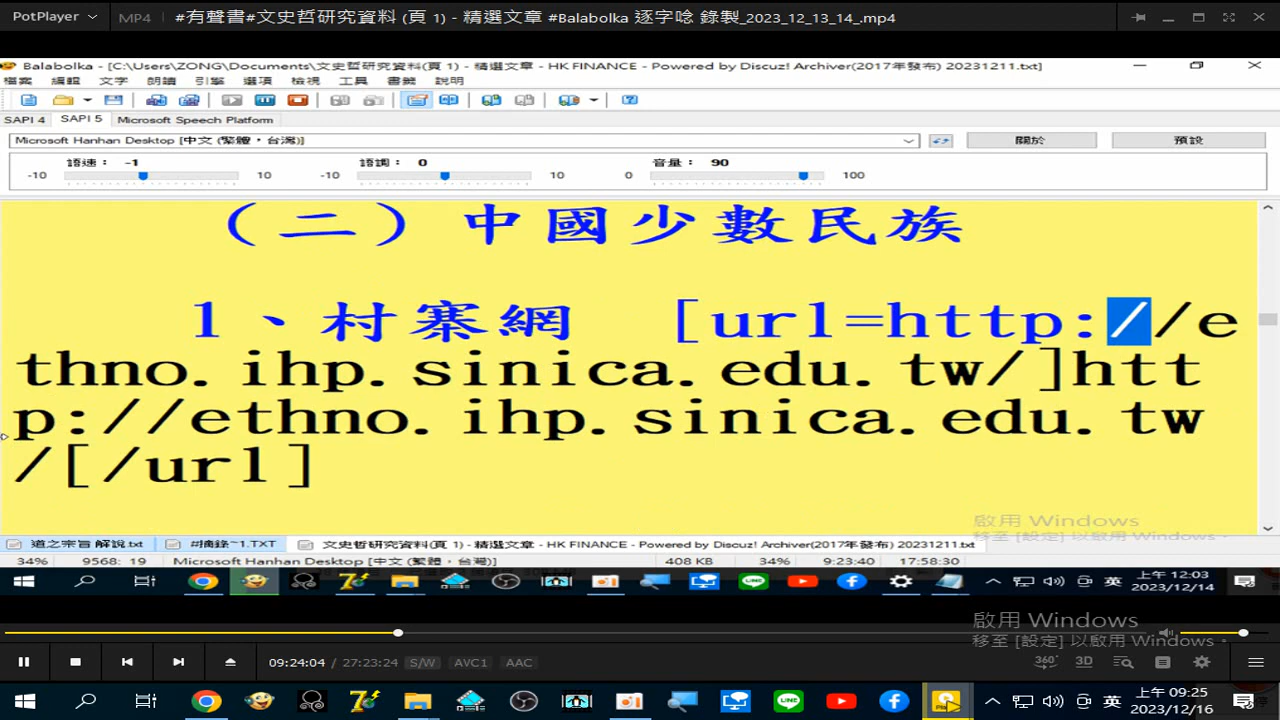 PotPlayer MP4 #有聲書#文史哲研究資料 (頁 1) - 精選文章 #Balabolka 逐字唸 錄製_2023_12_13_14_.mp4
Balabolka - [C:\Users\ZONG\Documents\文史哲研究資料(頁 1) - 精選文章 - HK FINANCE - Powered by Discuz! Archiver(2017年發布) 20231211.txt]
檔案 編輯 文字 朗讀 引擎 選項 檢視 工具 書籤 說明
SAPI 4 SAPI 5 Microsoft Speech Platform
Microsoft Hanhan Desktop [中文 (繁體，台灣)] 關於 預設
語速： -1 語調： 0 音量： 90
-10 10 -10 10 0 100
（二）中國少數民族
1、村寨網 [url=http://e
thno.ihp.sinica.edu.tw/]htt
p://ethno.ihp.sinica.edu.tw
/[/url]
啟用 Windows
移至 [設定] 以啟用 Windows。
道之宗旨 解說.txt #摘錄~1.TXT 文史哲研究資料(頁 1) - 精選文章 - HK FINANCE - Powered by Discuz! Archiver(2017年發布) 20231211.txt
34% 9568: 19 Microsoft Hanhan Desktop [中文 (繁體，台灣)] 408 KB 34% 9:23:40 17:58:30
英 上午 12:03
2023/12/14
啟用 Windows
移至 [設定] 以啟用 Windows。
09:24:04 / 27:23:24 S/W AVC1 AAC 360° 3D
英 上午 09:25
2023/12/16